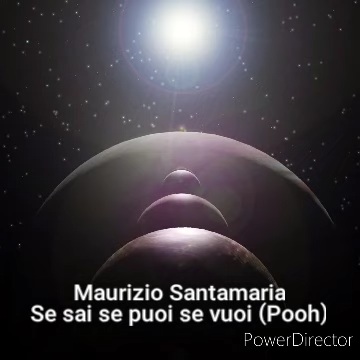 Maurizio Santamaria
Se sai se puoi se vuoi (Pooh)
PowerDirector